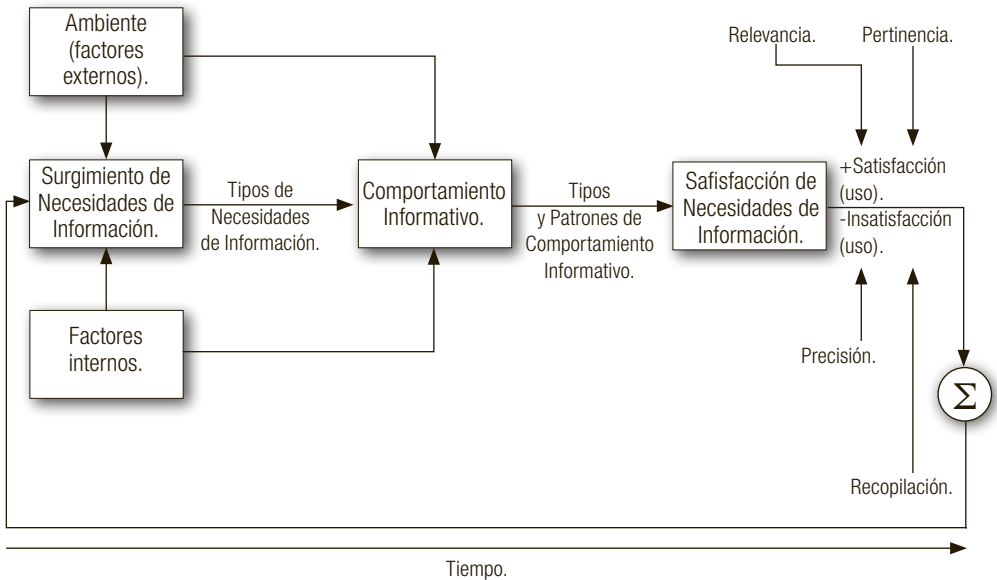 Ambiente
(factores
externos).
Relevancia.
Pertinencia.
Surgimiento de
Necesidades de
Información.
Tipos de
Necesidades
de Información.
Comportamiento
Informativo.
Tipos
y Patrones de
Comportamiento
Informativo.
Safisfacción de
Necesidades de
Información.
+Satisfacción
(uso).
-Insatisfacción
(uso).
Factores
internos.
Precisión.
Σ
Recopilación.
Tiempo.